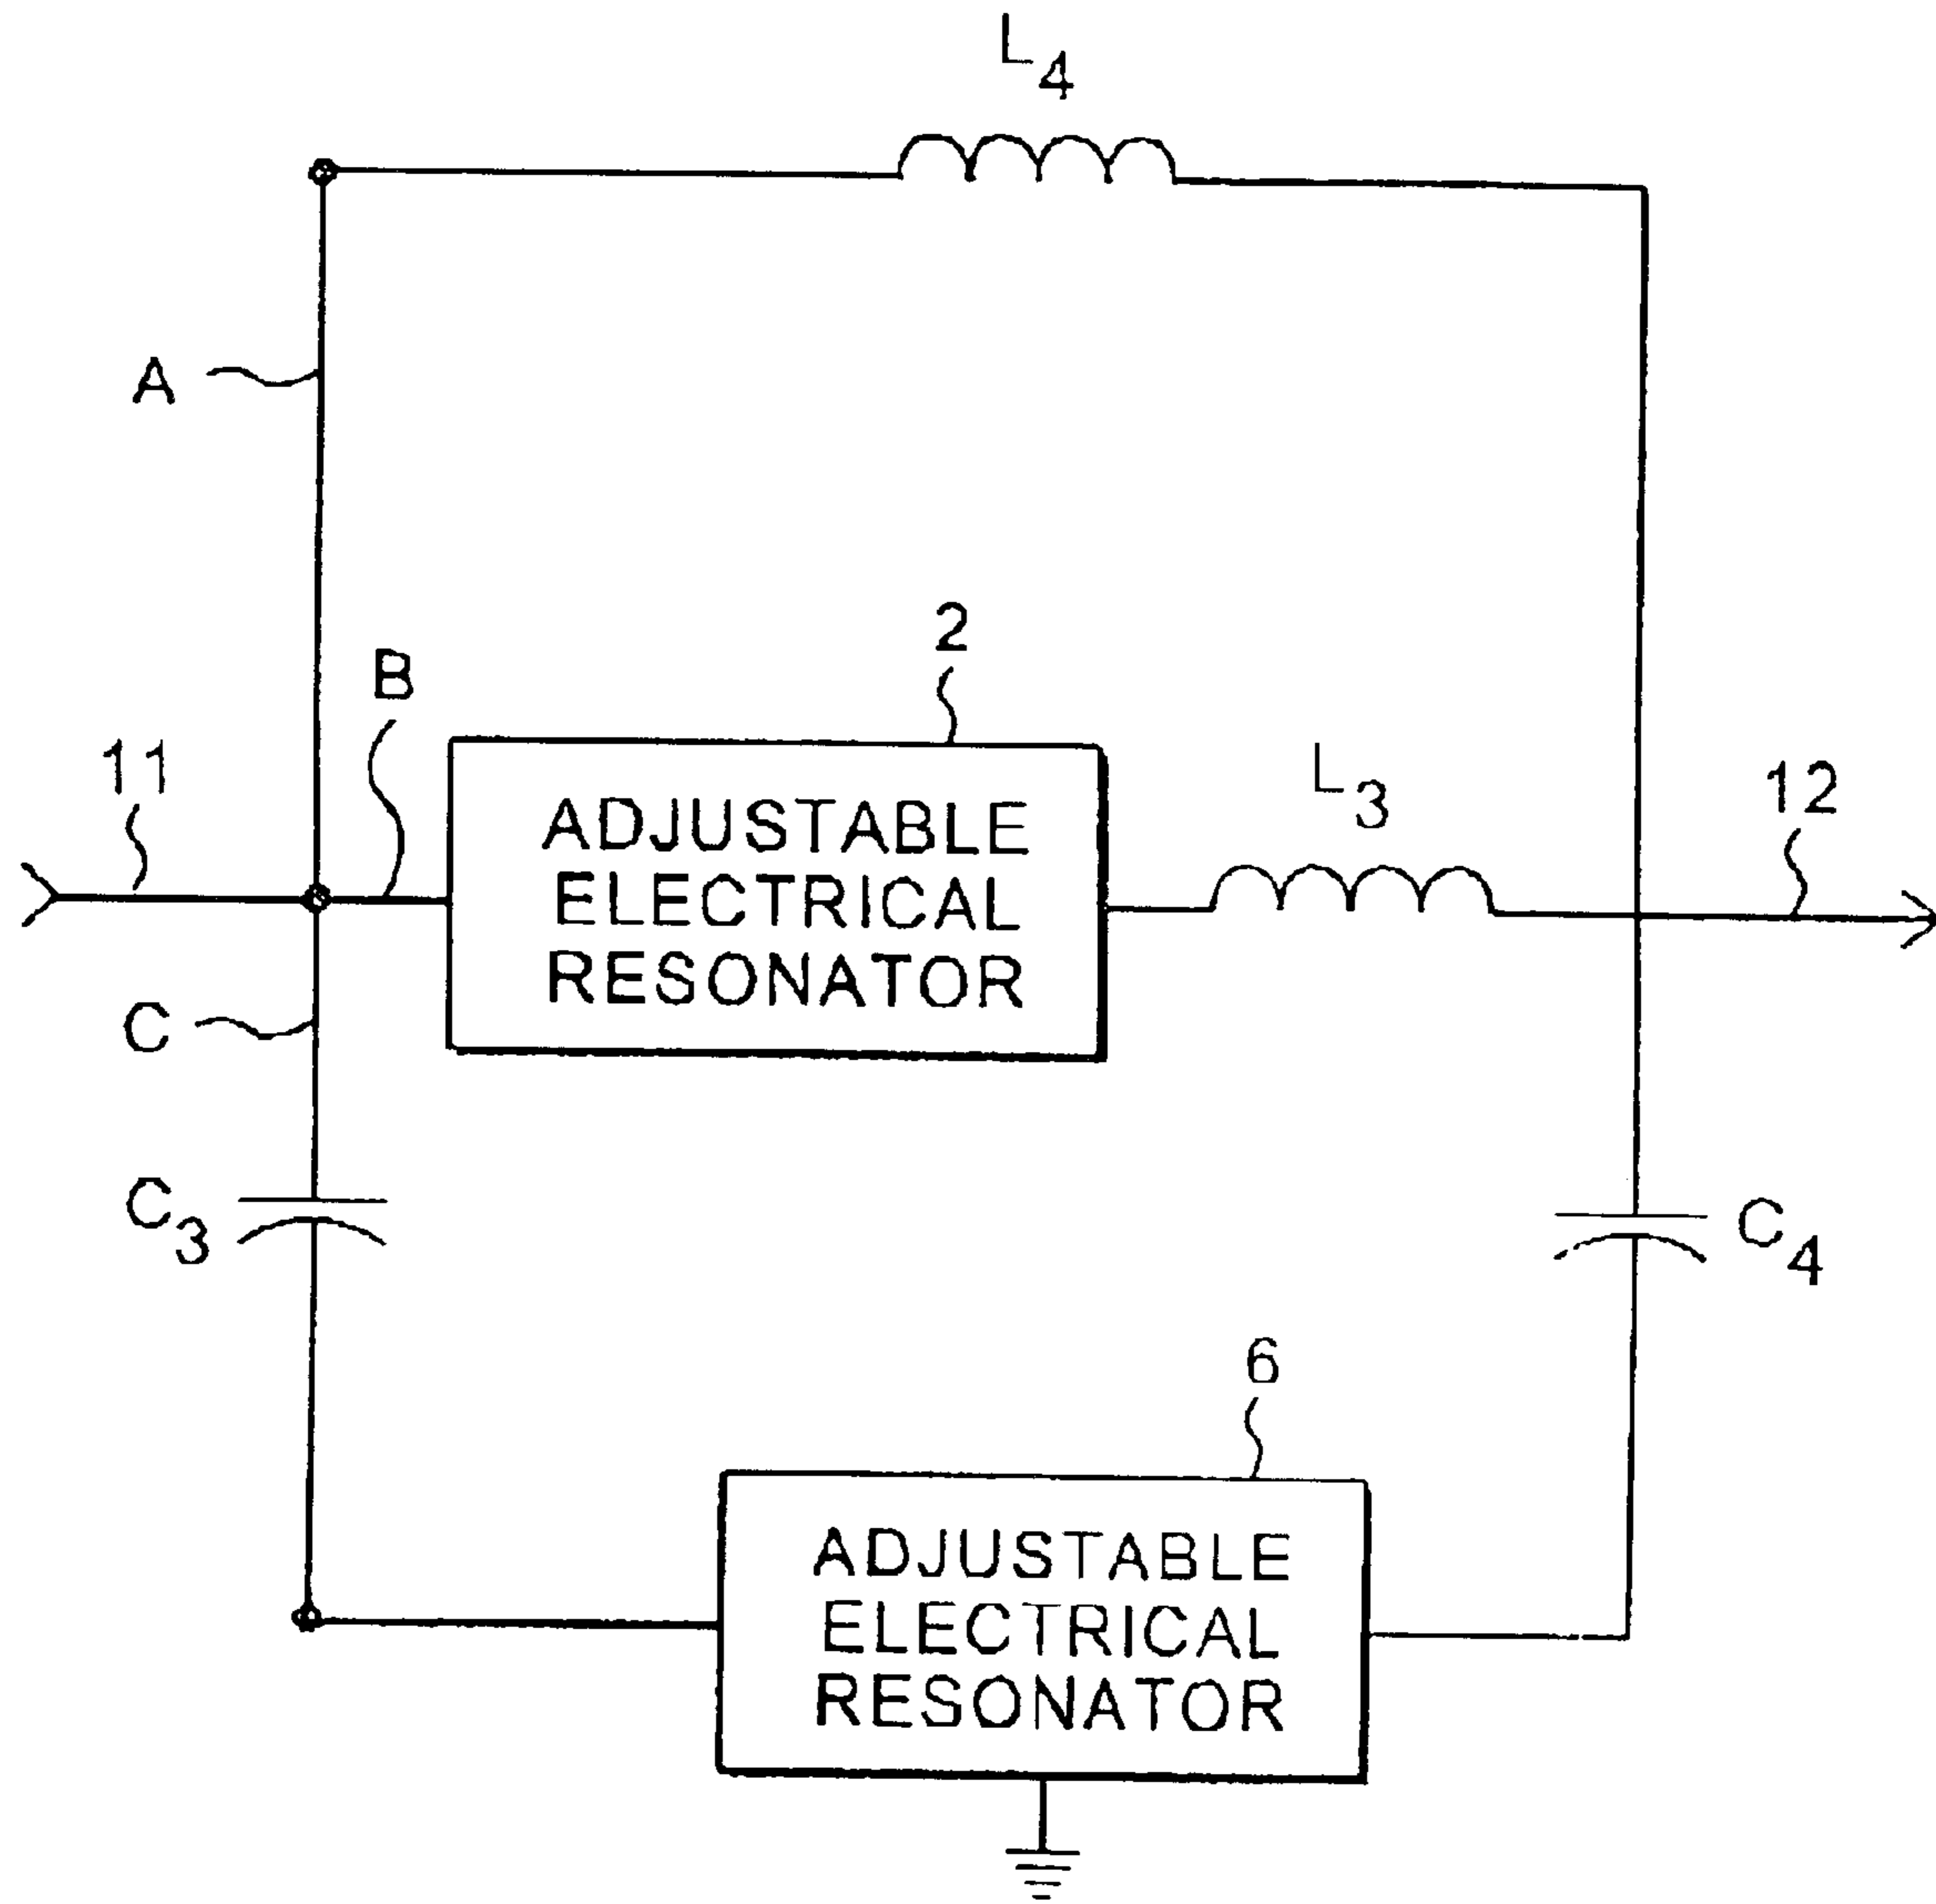 L4
A
B
2
11
ADJUSTABLE
ELECTRICAL
RESONATOR
L3
12
C
C3
C4
6
ADJUSTABLE
ELECTRICAL
RESONATOR